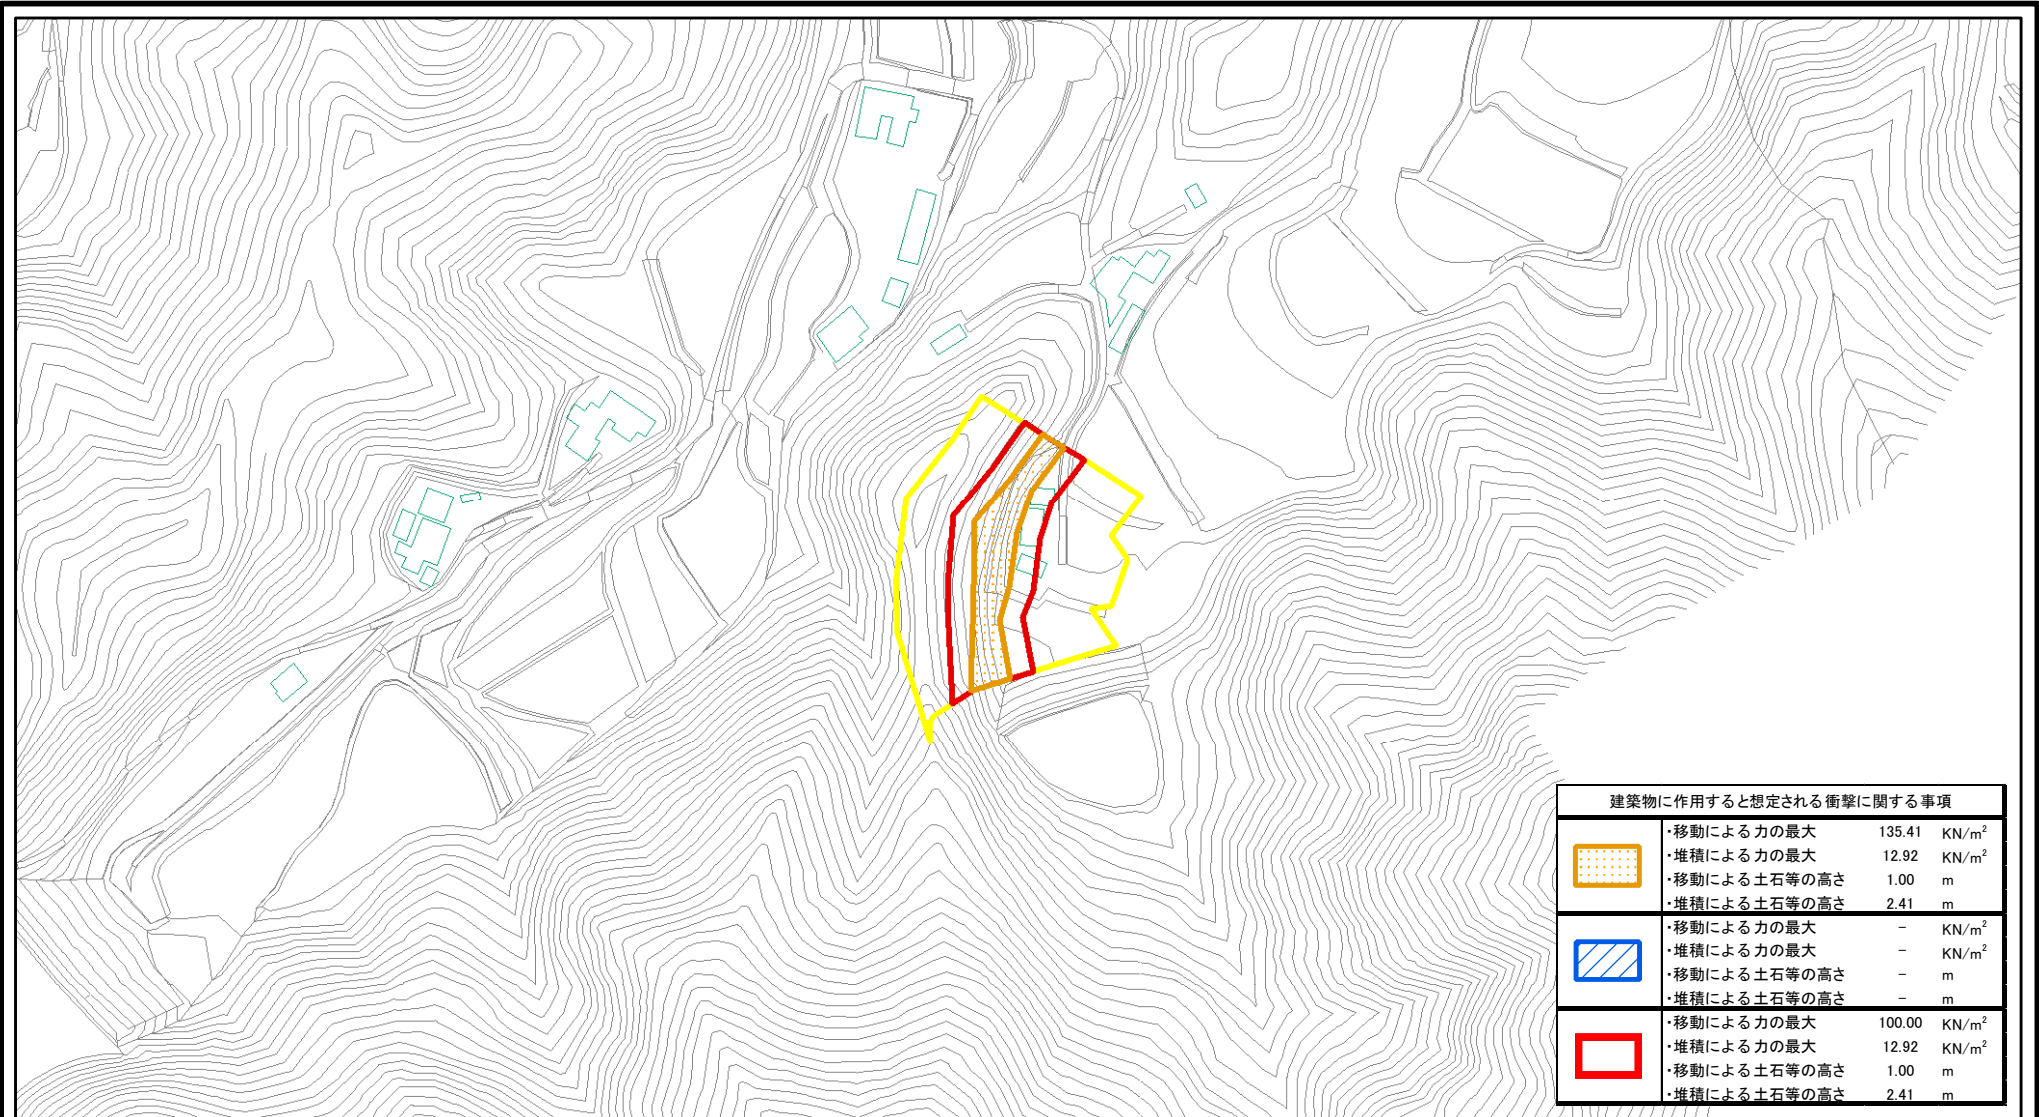 建築物に作用すると想定される衝撃に関する事項
・移動による力の最大 135.41 KN/m²
・堆積による力の最大 12.92 KN/m²
・移動による土石等の高さ 1.00 m
・堆積による土石等の高さ 2.41 m
・移動による力の最大 － KN/m²
・堆積による力の最大 － KN/m²
・移動による土石等の高さ － m
・堆積による土石等の高さ － m
・移動による力の最大 100.00 KN/m²
・堆積による力の最大 12.92 KN/m²
・移動による土石等の高さ 1.00 m
・堆積による土石等の高さ 2.41 m